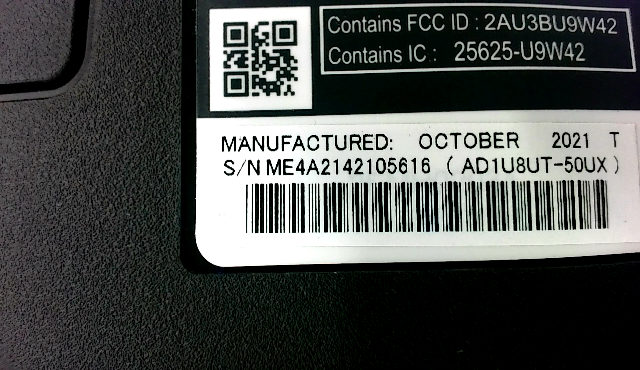 Contains FCC ID : 2AU3BU9W42
Contains IC : 25625-U9W42
MANUFACTURED: OCTOBER 2021 T
S/N ME4A2142105616 ( AD1U8UT-50UX )